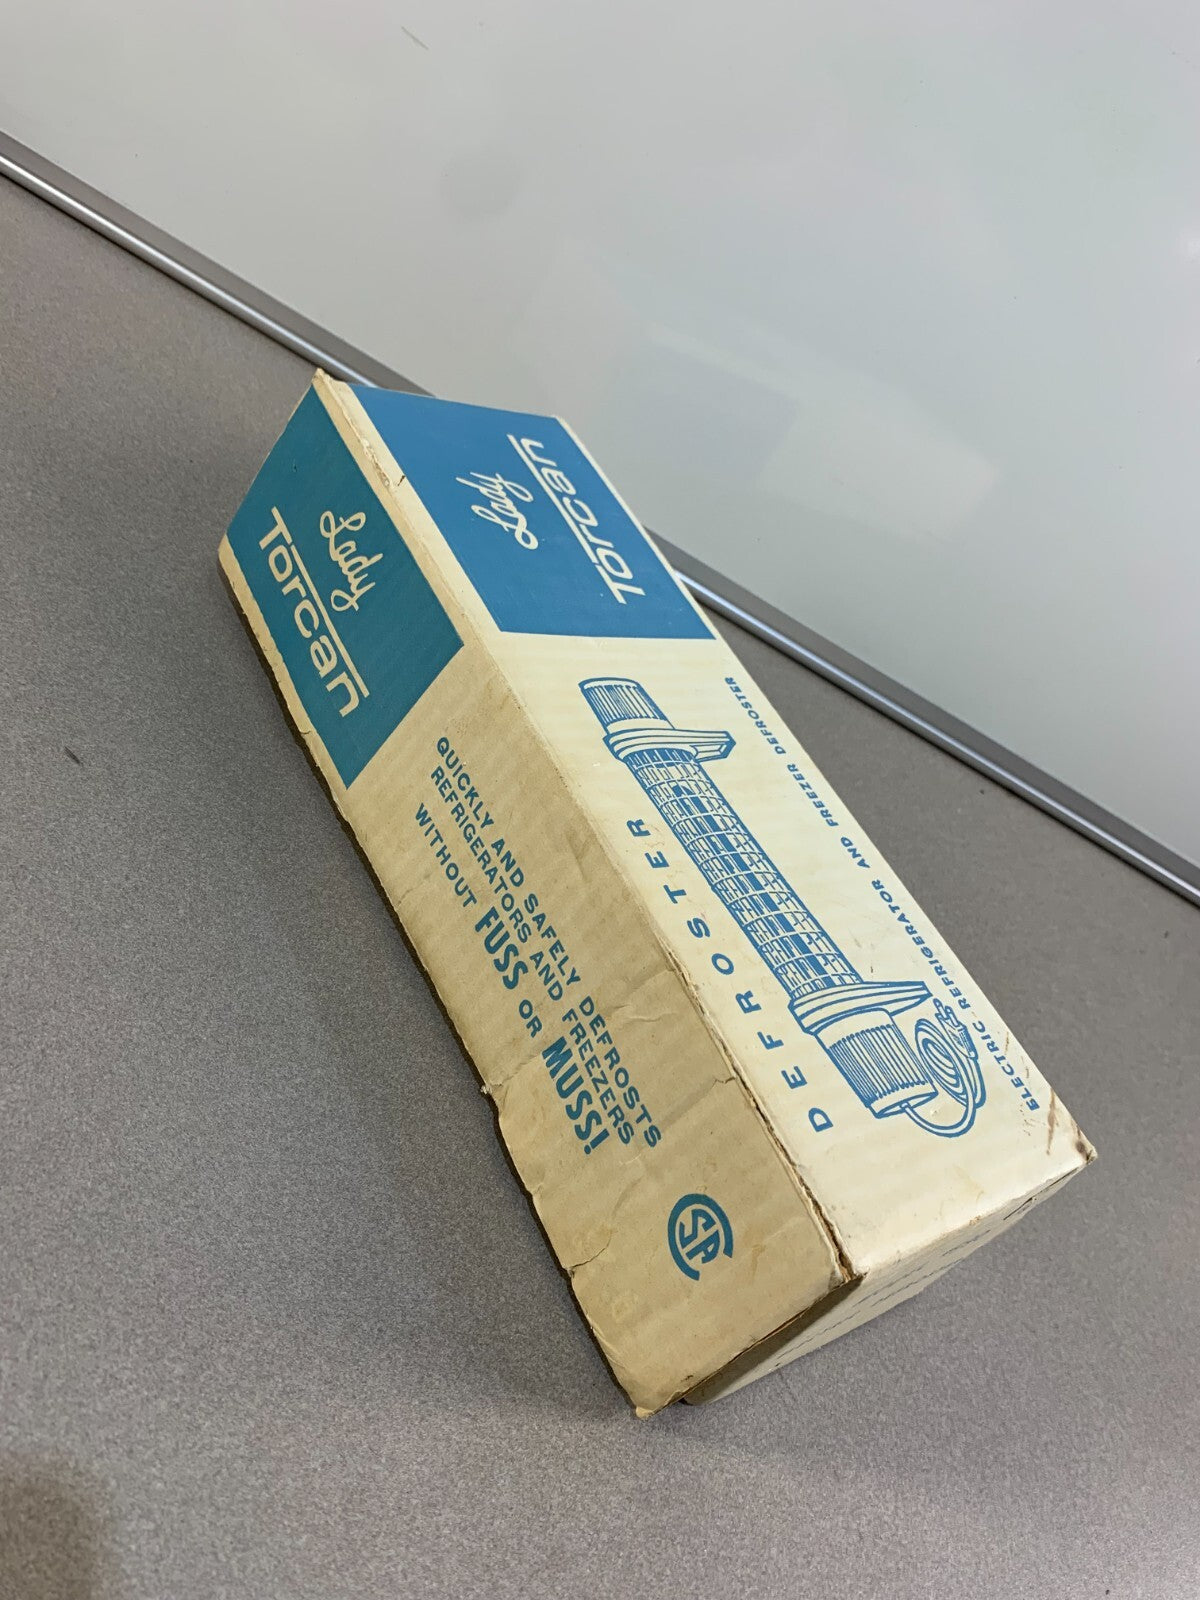 Lady
Torcan
QUICKLY AND SAFELY DEFROSTS
REFRIGERATORS AND FREEZERS
WITHOUT FUSS OR MUSS!
SA
Lady
Torcan
DEFROSTER
ELECTRIC REFRIGERATOR AND FREEZER DEFROSTER